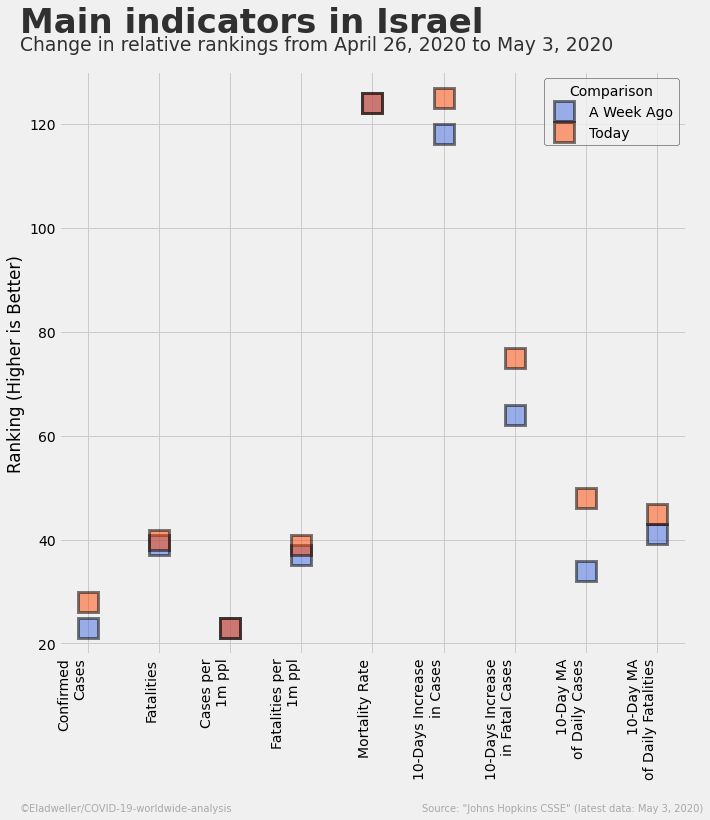 Main indicators in Israel
Change in relative rankings from April 26, 2020 to May 3, 2020
Comparison
A Week Ago
Today
Ranking (Higher is Better)
120
100
80
60
40
20
Confirmed
Cases
Fatalities
Cases per
1m ppl
Fatalities per
1m ppl
Mortality Rate
10-Days Increase
in Cases
10-Days Increase
in Fatal Cases
10-Day MA
of Daily Cases
10-Day MA
of Daily Fatalities
©Eladweller/COVID-19-worldwide-analysis
Source: "Johns Hopkins CSSE" (latest data: May 3, 2020)